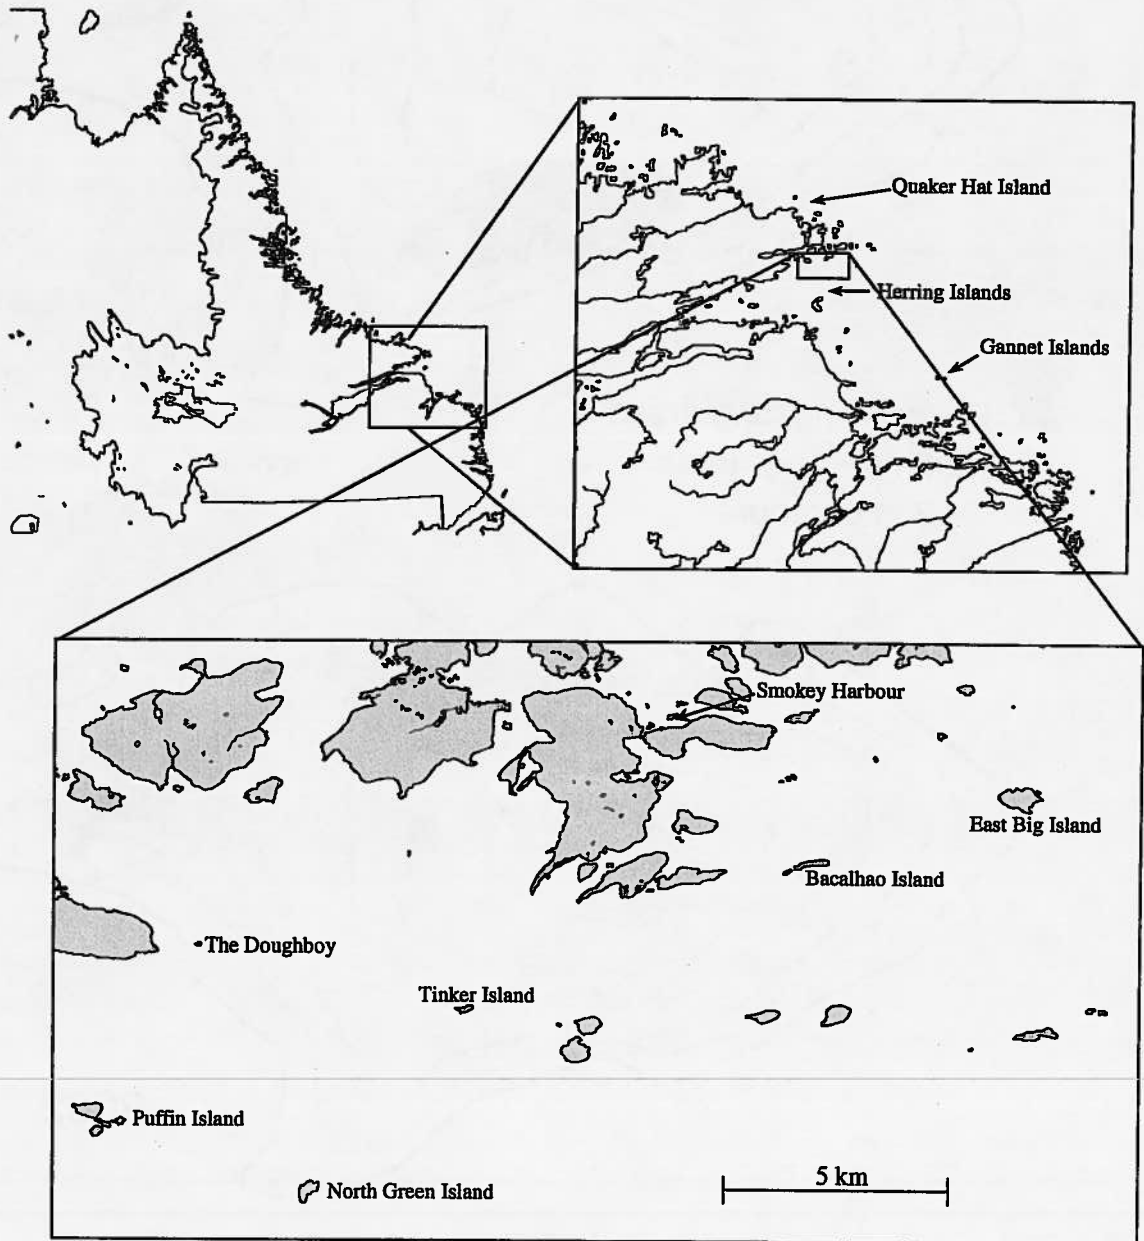 Quaker Hat Island
Herring Islands
Gannet Islands
Smokey Harbour
East Big Island
Bacalhao Island
The Doughboy
Tinker Island
Puffin Island
North Green Island
5 km